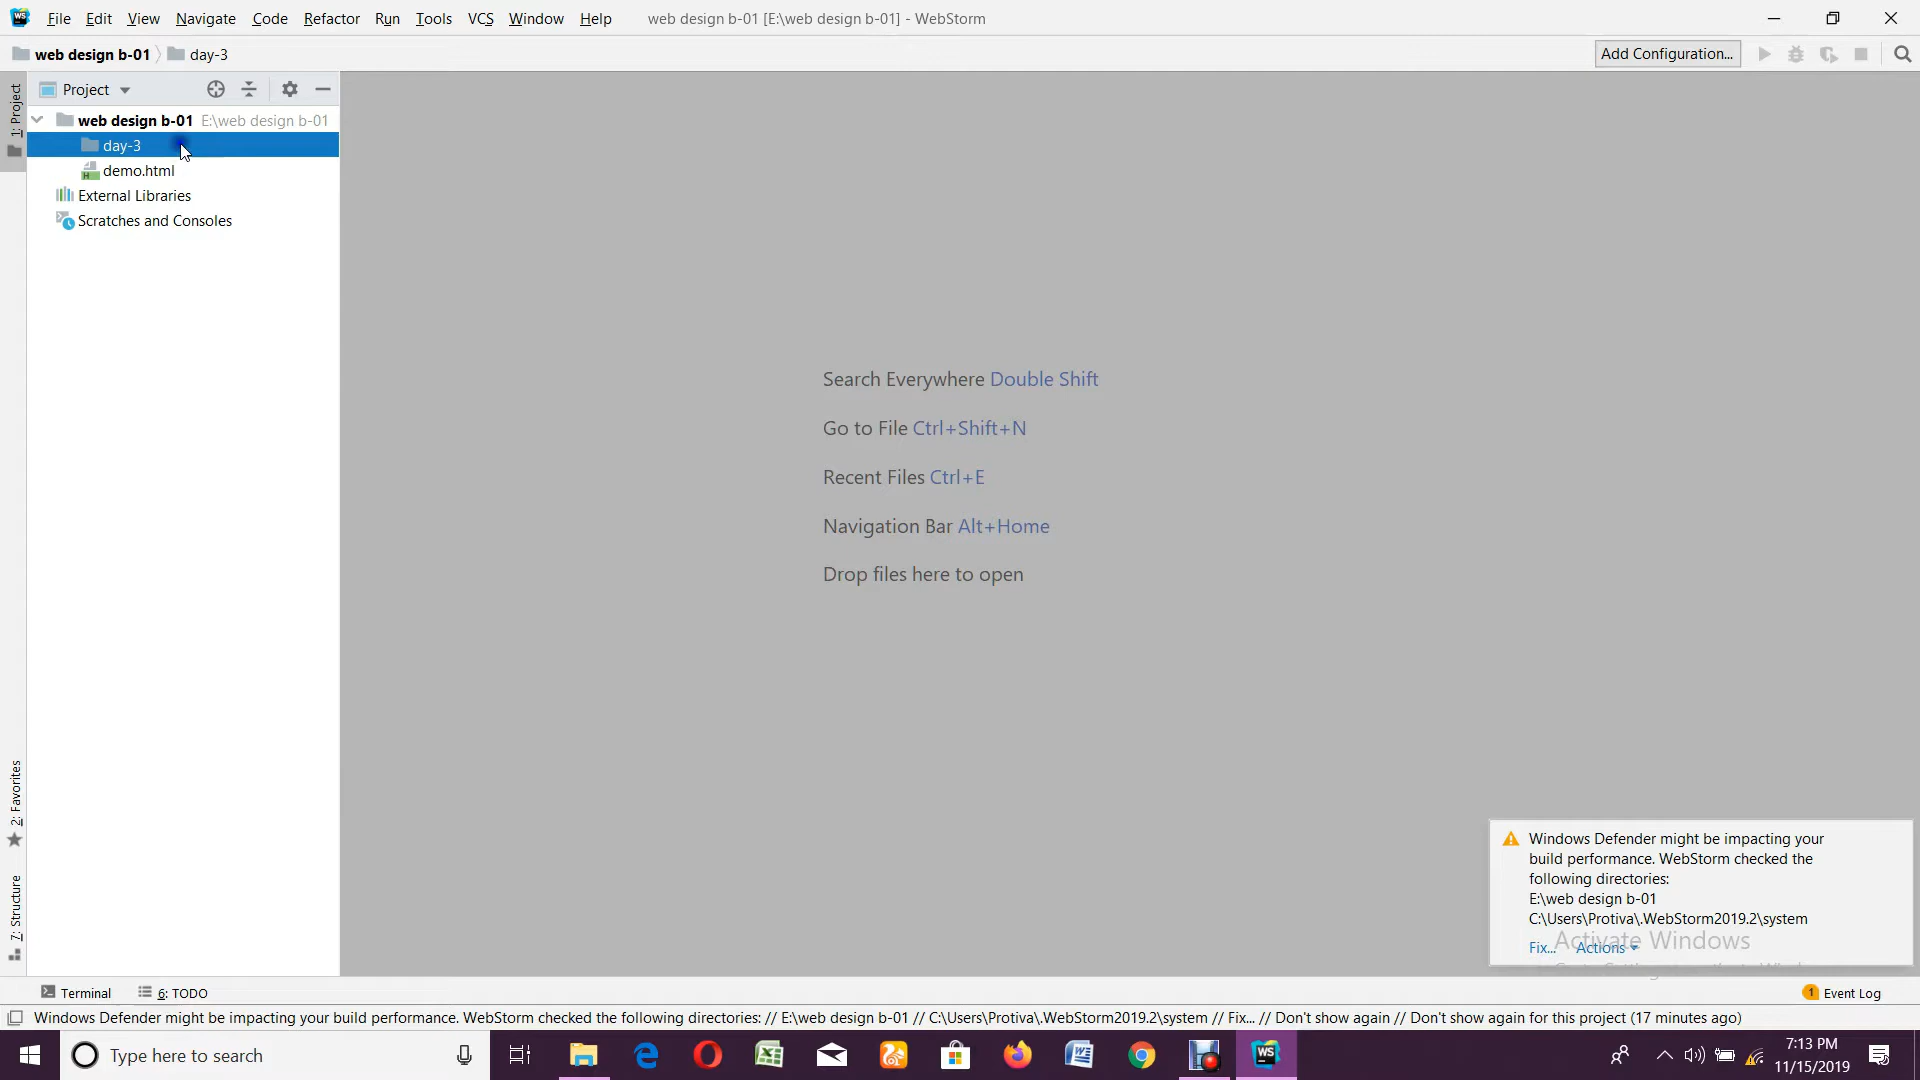 WS File Edit View Navigate Code Refactor Run Tools VCS Window Help web design b-01 [E:\web design b-01] - WebStorm
web design b-01 day-3 Add Configuration...
1: Project
Project
web design b-01 E:\web design b-01
day-3
demo.html
External Libraries
Scratches and Consoles
Search Everywhere Double Shift
Go to File Ctrl+Shift+N
Recent Files Ctrl+E
Navigation Bar Alt+Home
Drop files here to open
2: Favorites
7: Structure
Windows Defender might be impacting your
build performance. WebStorm checked the
following directories:
E:\web design b-01
C:\Users\Protiva\.WebStorm2019.2\system
Fix... Actions
Activate Windows
Terminal 6: TODO 1 Event Log
Windows Defender might be impacting your build performance. WebStorm checked the following directories: // E:\web design b-01 // C:\Users\Protiva\.WebStorm2019.2\system // Fix... // Don't show again // Don't show again for this project (17 minutes ago)
Type here to search
WS
7:13 PM
11/15/2019